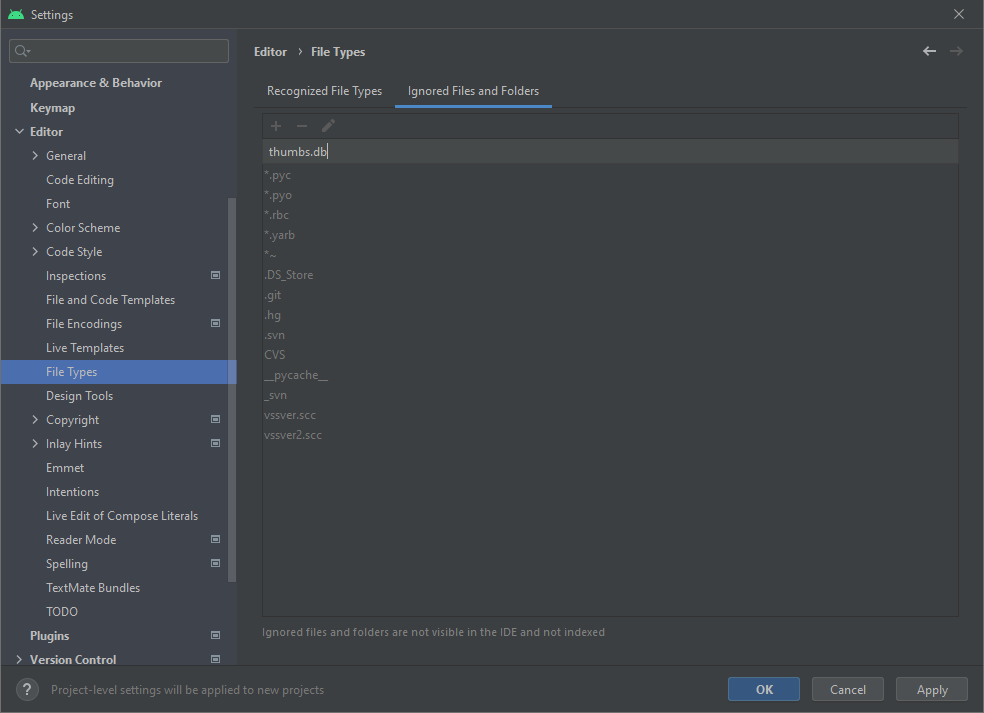 Settings
Appearance & Behavior
Keymap
Editor
General
Code Editing
Font
Color Scheme
Code Style
Inspections
File and Code Templates
File Encodings
Live Templates
File Types
Design Tools
Copyright
Inlay Hints
Emmet
Intentions
Live Edit of Compose Literals
Reader Mode
Spelling
TextMate Bundles
TODO
Plugins
Version Control
Editor › File Types
Recognized File Types Ignored Files and Folders
thumbs.db
*.pyc
*.pyo
*.rbc
*.yarb
*~
.DS_Store
.git
.hg
.svn
CVS
__pycache__
_svn
vssver.scc
vssver2.scc
Ignored files and folders are not visible in the IDE and not indexed
? Project-level settings will be applied to new projects
OK Cancel Apply